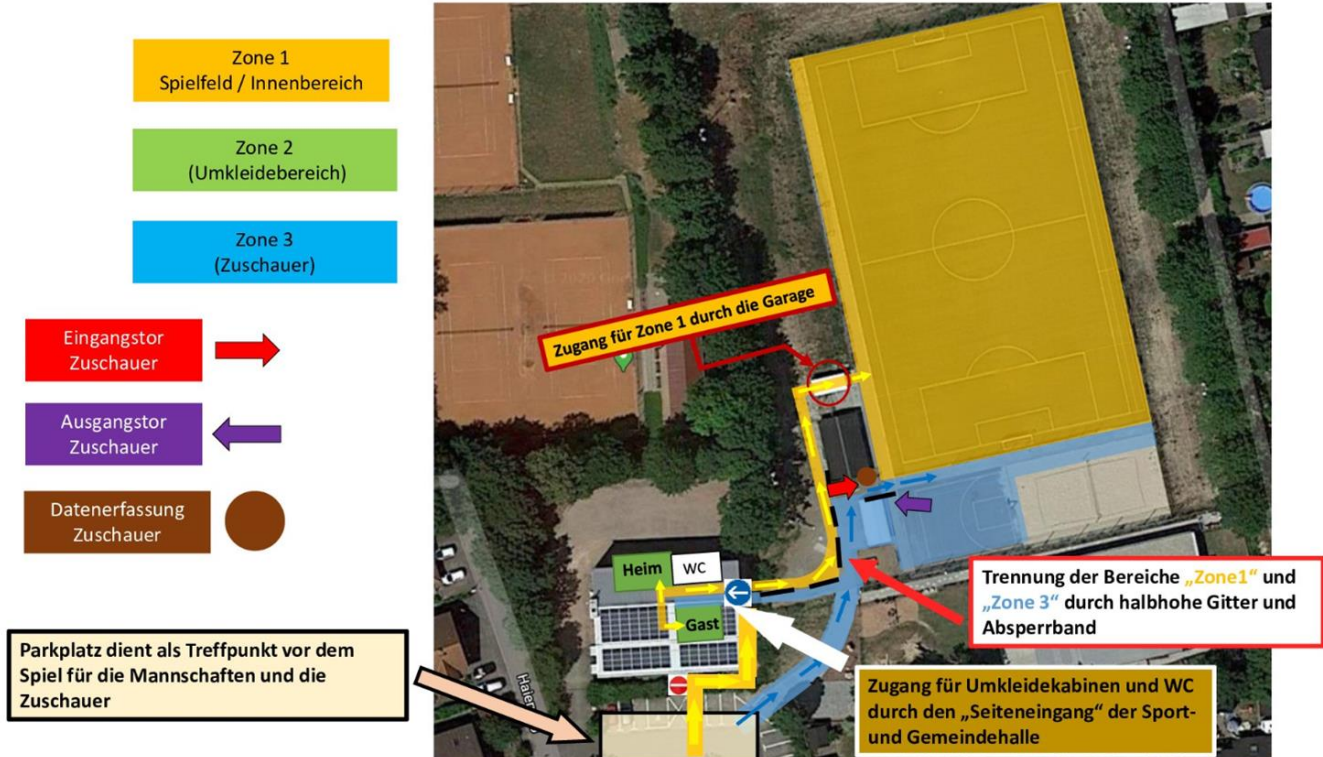 Zone 1
Spielfeld / Innenbereich
Zone 2
(Umkleidebereich)
Zone 3
(Zuschauer)
Eingangstor
Zuschauer
Ausgangstor
Zuschauer
Datenerfassung
Zuschauer
Zugang für Zone 1 durch die Garage
Heim
WC
Gast
Trennung der Bereiche „Zone1“ und
„Zone 3“ durch halbhohe Gitter und
Absperrband
Parkplatz dient als Treffpunkt vor dem
Spiel für die Mannschaften und die
Zuschauer
Zugang für Umkleidekabinen und WC
durch den „Seiteneingang“ der Sport-
und Gemeindehalle